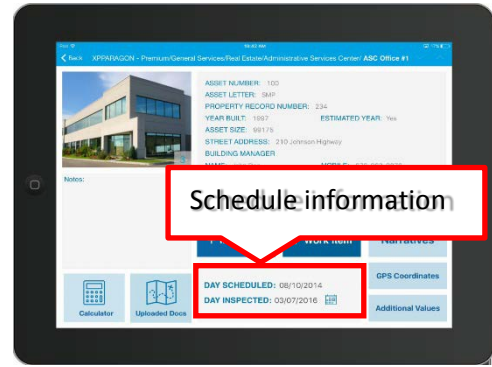 Back XPPARAGON - Premium/General Services/Real Estate/Administrative Services Center/ ASC Office #1
ASSET NUMBER: 100
ASSET LETTER: SMP
PROPERTY RECORD NUMBER: 234
YEAR BUILT: 1997 ESTIMATED YEAR: Yes
ASSET SIZE: 99175
STREET ADDRESS: 210 Johnson Highway
BUILDING MANAGER
Notes:
Schedule information
Work Item
Narratives
DAY SCHEDULED: 08/10/2014
DAY INSPECTED: 03/07/2016
GPS Coordinates
Calculator
Uploaded Docs
Additional Values